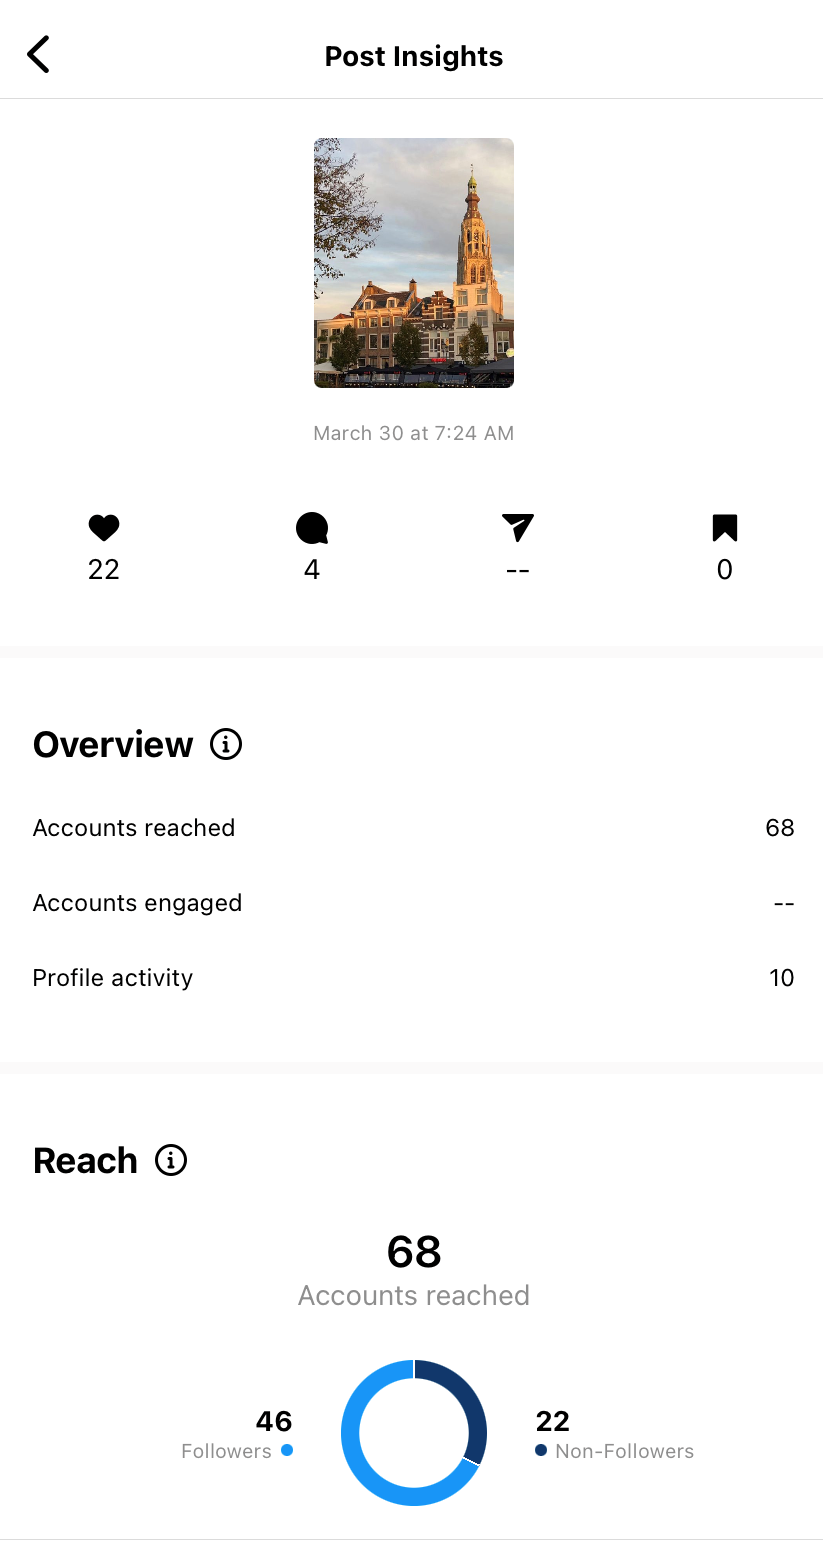 Post Insights
March 30 at 7:24 AM
22 4 -- 0
Overview
Accounts reached 68
Accounts engaged --
Profile activity 10
Reach
68
Accounts reached
46 22
Followers Non-Followers